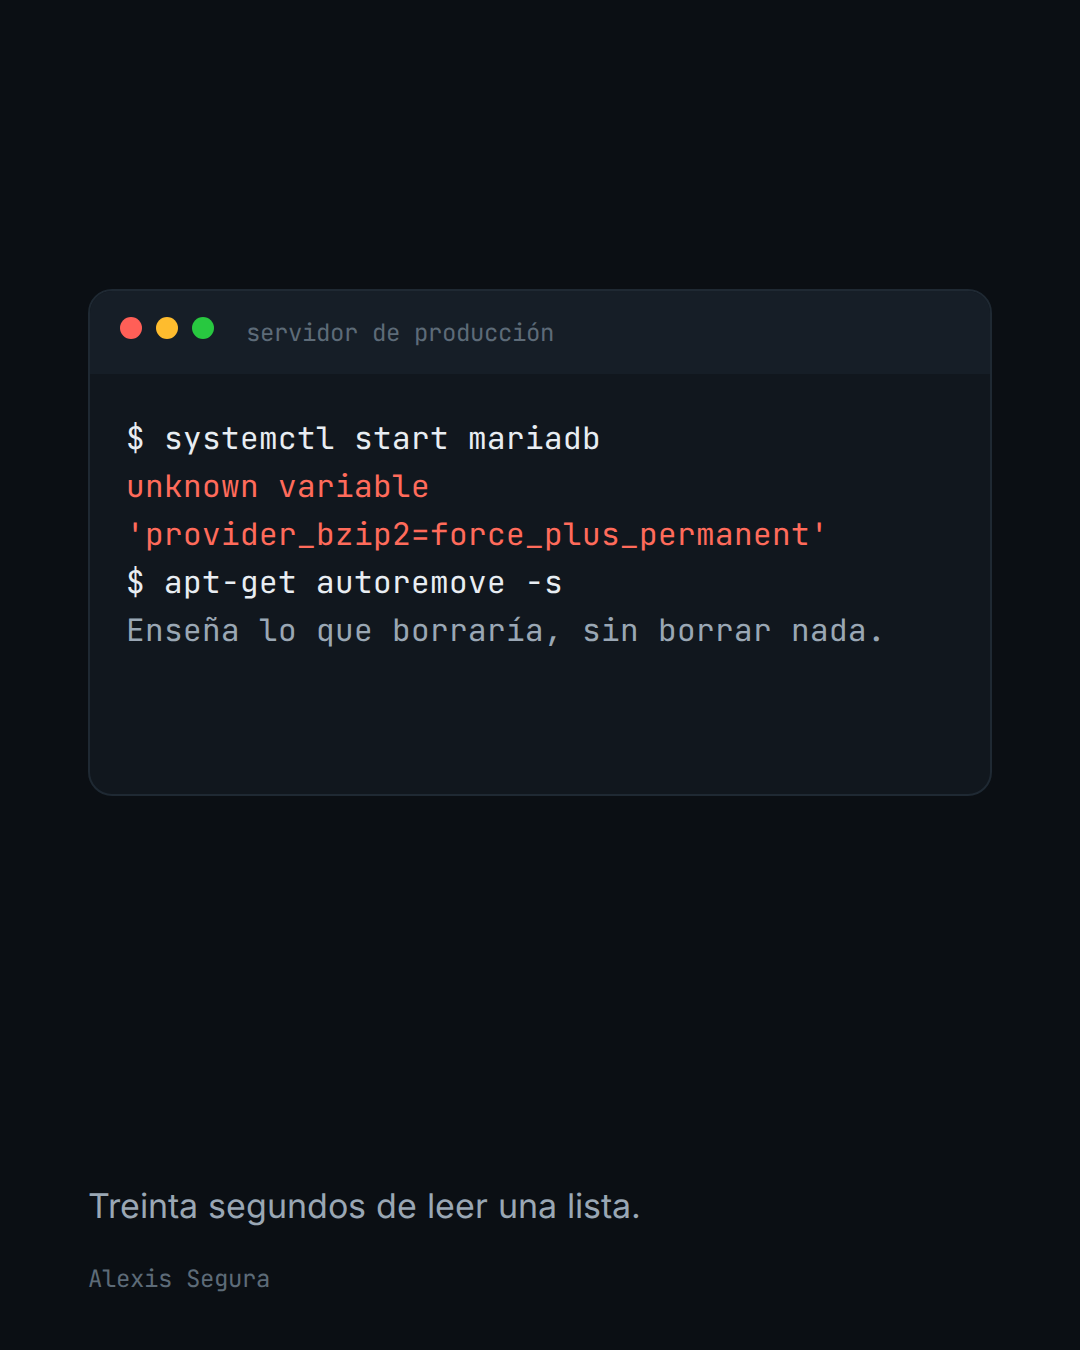 servidor de producción
$ systemctl start mariadb
unknown variable
'provider_bzip2=force_plus_permanent'
$ apt-get autoremove -s
Enseña lo que borraría, sin borrar nada.
Treinta segundos de leer una lista.
Alexis Segura